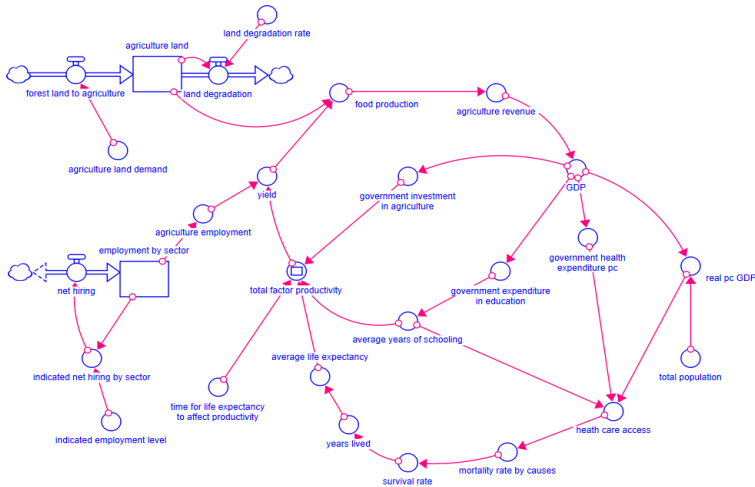 land degradation rate
agriculture land
forest land to agriculture
land degradation
food production
agriculture revenue
agriculture land demand
yield
GDP
government investment
in agriculture
agriculture employment
employment by sector
government health
expenditure pc
net hiring
total factor productivity
government expenditure
in education
real pc GDP
average years of schooling
average life expectancy
total population
indicated net hiring by sector
time for life expectancy
to affect productivity
indicated employment level
years lived
heath care access
mortality rate by causes
survival rate